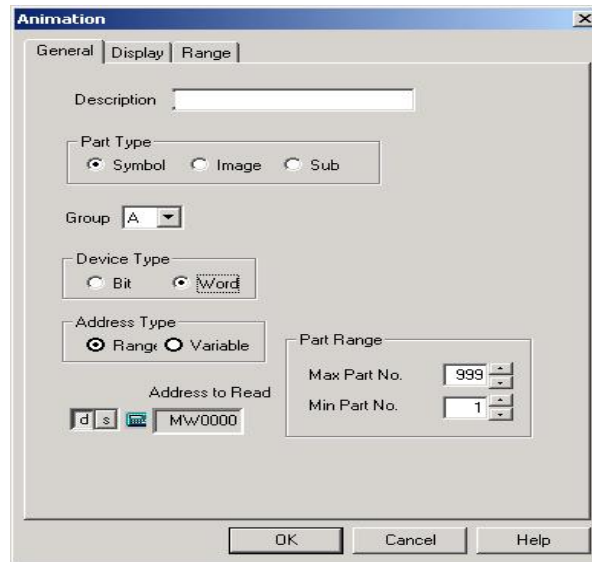 Animation
General Display Range
Description
Part Type
Symbol Image Sub
Group A
Device Type
Bit Word
Address Type
Range Variable
Part Range
Max Part No. 999
Min Part No. 1
Address to Read
d s MW0000
OK Cancel Help